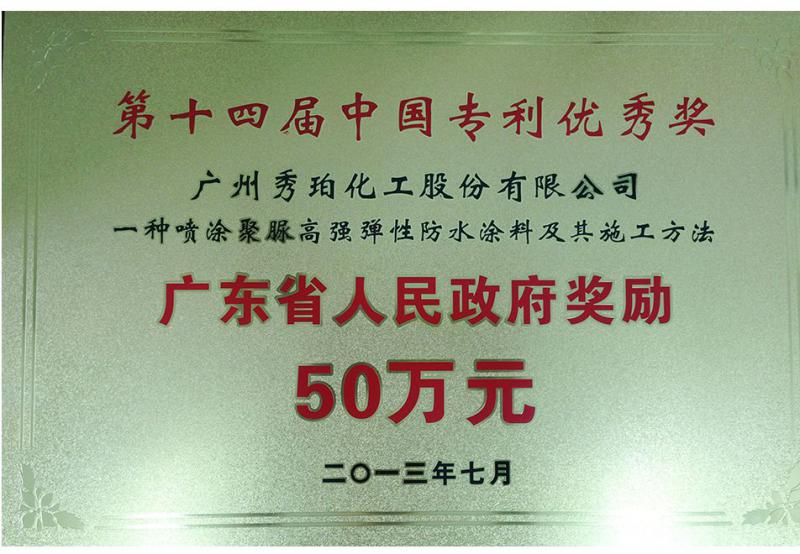 第十四届中国专利优秀奖
广州秀珀化工股份有限公司
一种喷涂聚脲高强弹性防水涂料及其施工方法
广东省人民政府奖励
50万元
二〇一三年七月